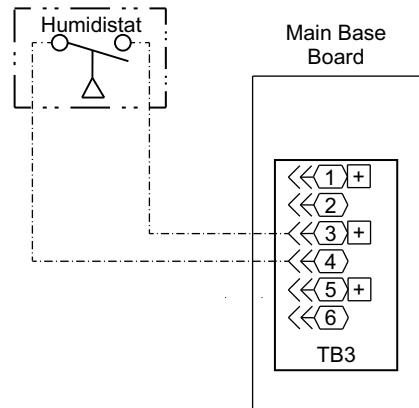 Humidistat
Main Base
Board
1 +
2
3 +
4
5 +
6
TB3